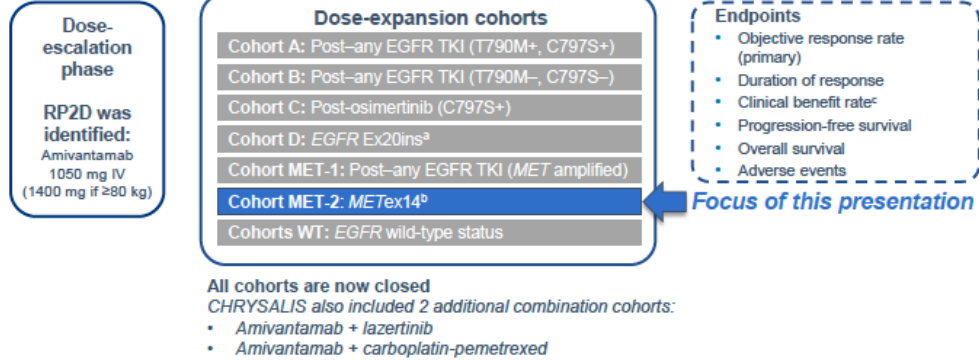 Dose-
escalation
phase
RP2D was
identified:
Amivantamab
1050 mg IV
(1400 mg if ≥80 kg)
Dose-expansion cohorts
Cohort A: Post–any EGFR TKI (T790M+, C797S+)
Cohort B: Post–any EGFR TKI (T790M–, C797S–)
Cohort C: Post-osimertinib (C797S+)
Cohort D: EGFR Ex20insᵃ
Cohort MET-1: Post–any EGFR TKI (MET amplified)
Cohort MET-2: METex14ᵇ
Cohorts WT: EGFR wild-type status
Endpoints
• Objective response rate
(primary)
• Duration of response
• Clinical benefit rateᶜ
• Progression-free survival
• Overall survival
• Adverse events
Focus of this presentation
All cohorts are now closed
CHRYSALIS also included 2 additional combination cohorts:
• Amivantamab + lazertinib
• Amivantamab + carboplatin-pemetrexed